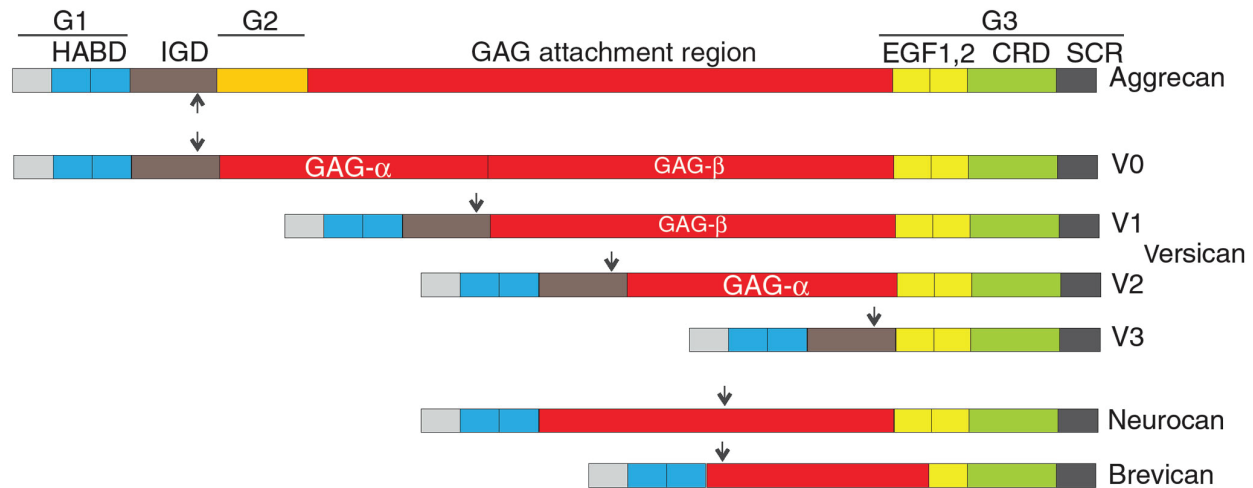 G1 G2 G3
HABD IGD GAG attachment region EGF1,2 CRD SCR
Aggrecan
GAG-α GAG-β V0
GAG-β V1
Versican
GAG-α V2
V3
Neurocan
Brevican